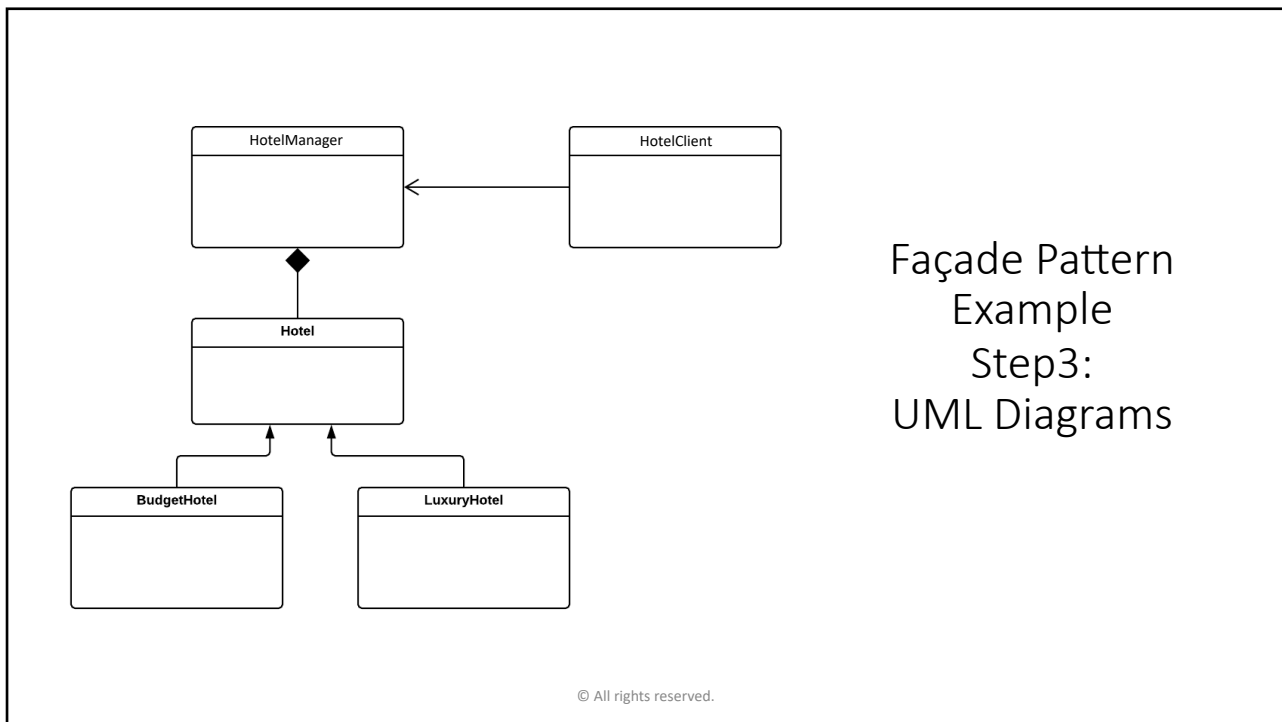 HotelManager
HotelClient
Hotel
BudgetHotel
LuxuryHotel
Façade Pattern
Example
Step3:
UML Diagrams
© All rights reserved.